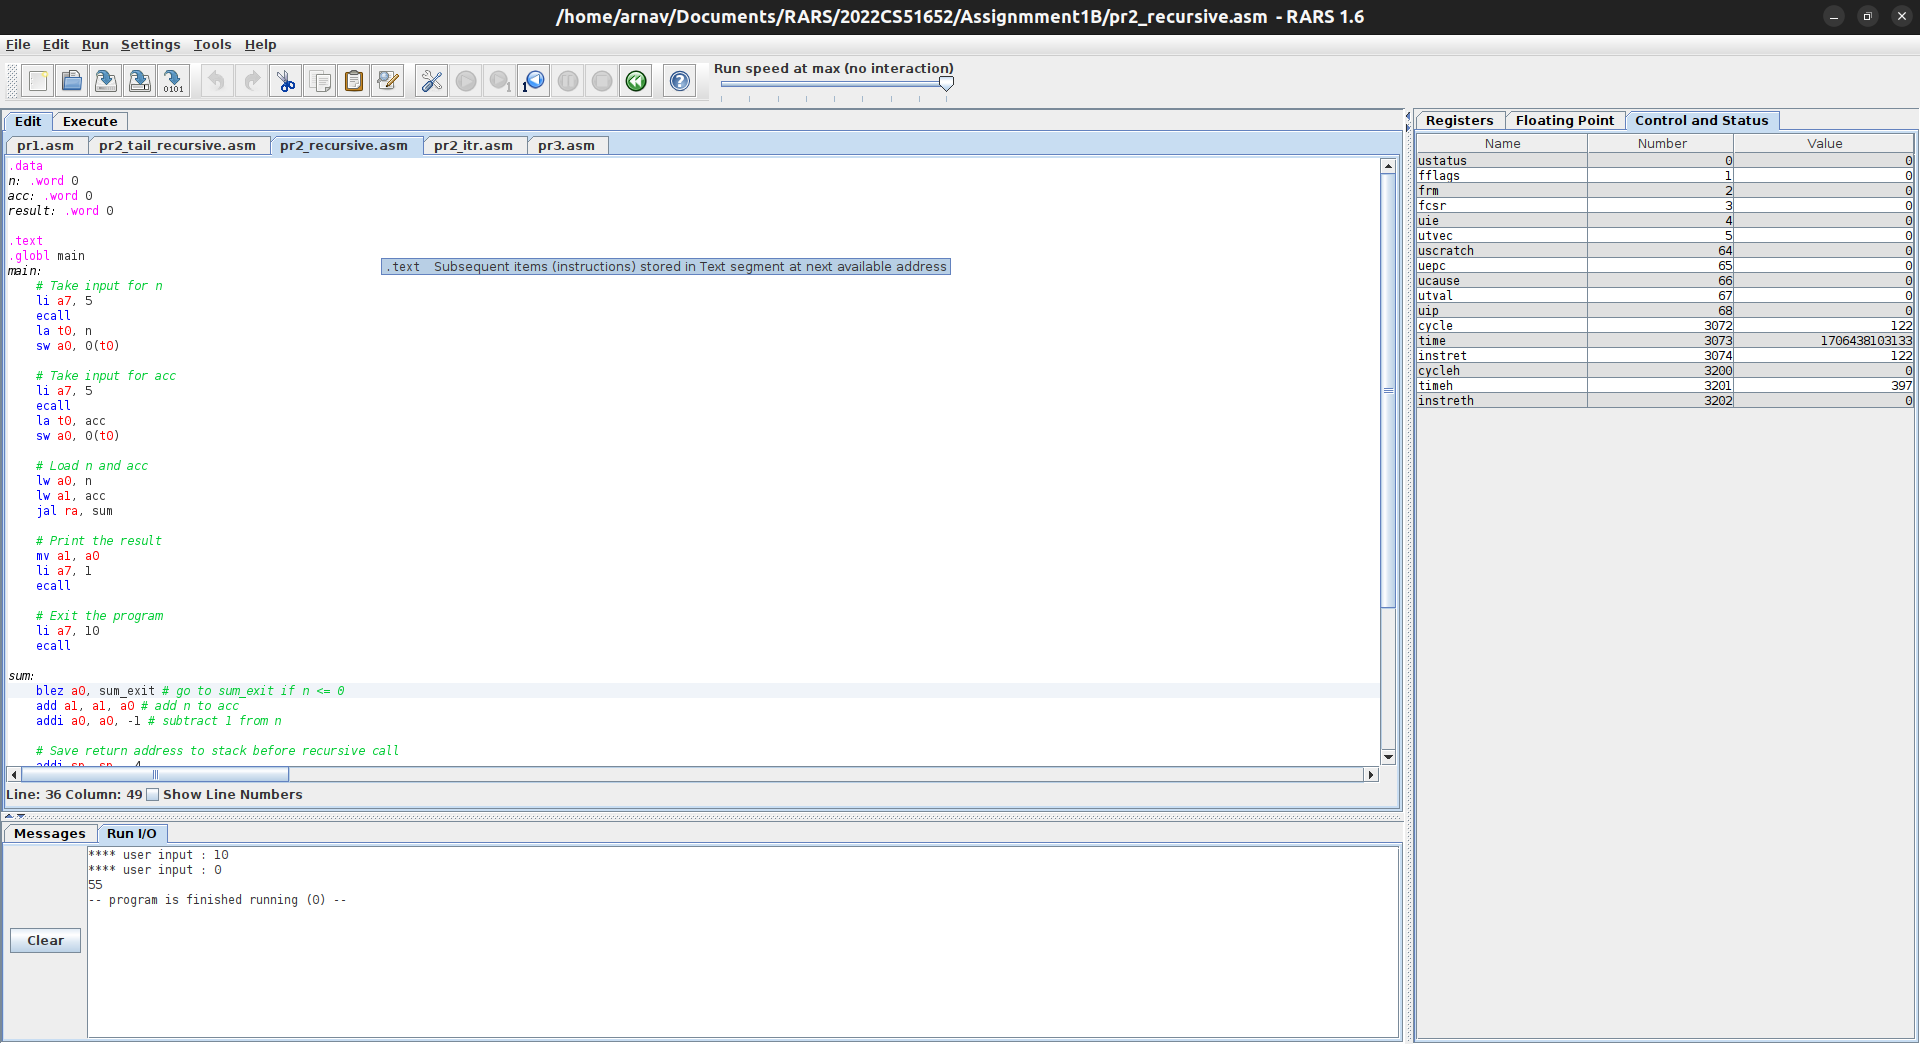 /home/arnav/Documents/RARS/2022CS51652/Assignmment1B/pr2_recursive.asm - RARS 1.6
File Edit Run Settings Tools Help
Run speed at max (no interaction)
Edit Execute
pr1.asm pr2_tail_recursive.asm pr2_recursive.asm pr2_itr.asm pr3.asm
.data
n: .word 0
acc: .word 0
result: .word 0
.text
.globl main
main:
.text Subsequent items (instructions) stored in Text segment at next available address
# Take input for n
li a7, 5
ecall
la t0, n
sw a0, 0(t0)
# Take input for acc
li a7, 5
ecall
la t0, acc
sw a0, 0(t0)
# Load n and acc
lw a0, n
lw a1, acc
jal ra, sum
# Print the result
mv a1, a0
li a7, 1
ecall
# Exit the program
li a7, 10
ecall
sum:
blez a0, sum_exit # go to sum_exit if n <= 0
add a1, a1, a0 # add n to acc
addi a0, a0, -1 # subtract 1 from n
# Save return address to stack before recursive call
addi sp, sp, -4
Line: 36 Column: 49 Show Line Numbers
Messages Run I/O
**** user input : 10
**** user input : 0
55
-- program is finished running (0) --
Clear
Registers Floating Point Control and Status
Name Number Value
ustatus 0 0
fflags 1 0
frm 2 0
fcsr 3 0
uie 4 0
utvec 5 0
uscratch 64 0
uepc 65 0
ucause 66 0
utval 67 0
uip 68 0
cycle 3072 122
time 3073 1706438103133
instret 3074 122
cycleh 3200 0
timeh 3201 397
instreth 3202 0